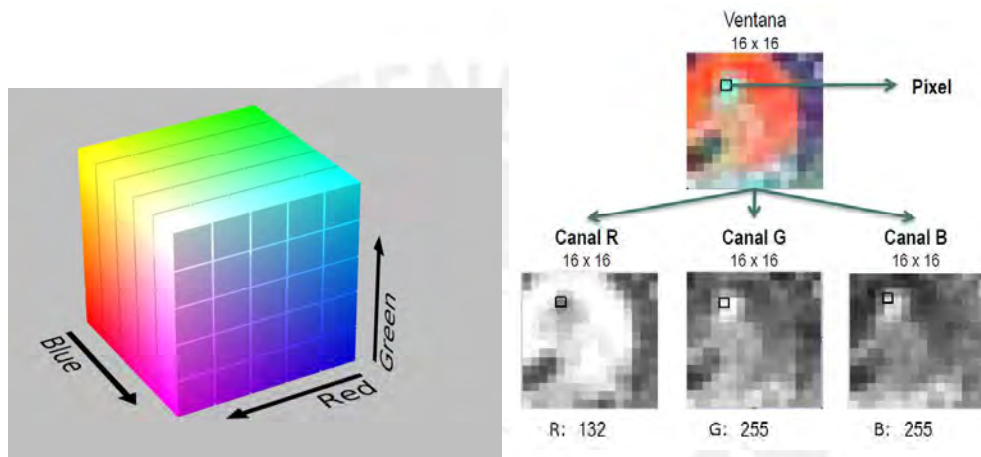 Blue
Red
Green
Ventana
16 x 16
Pixel
Canal R
16 x 16
Canal G
16 x 16
Canal B
16 x 16
R: 132
G: 255
B: 255